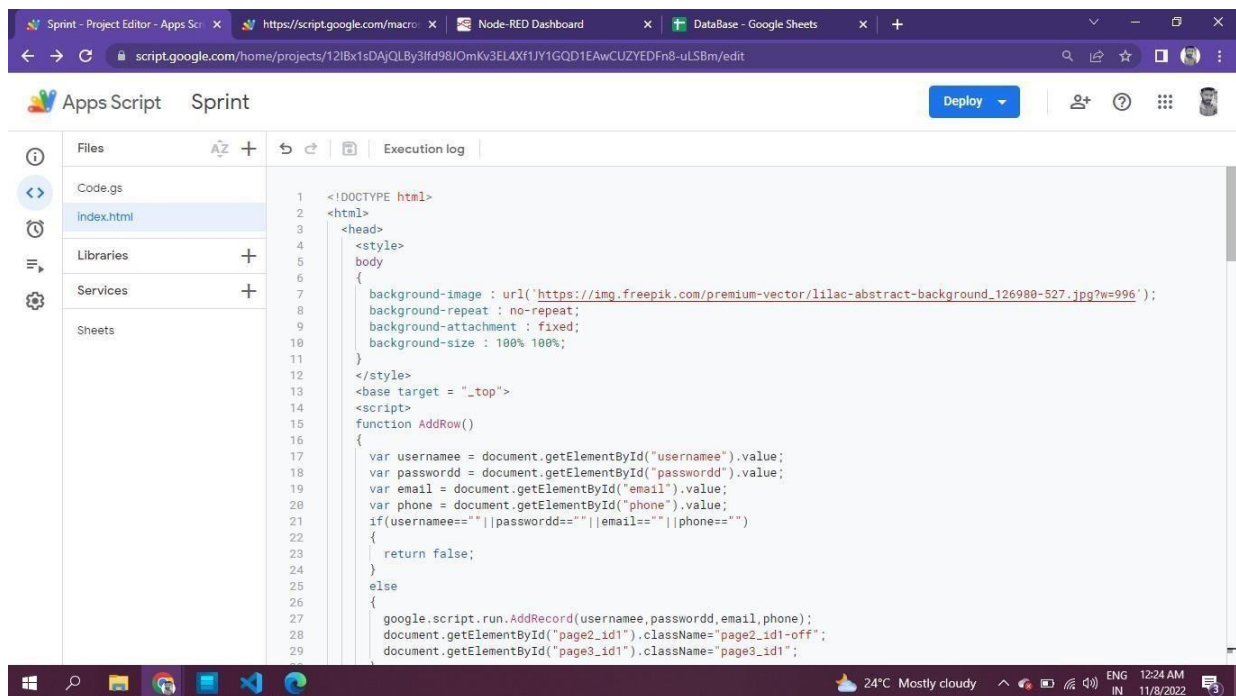 Sprint - Project Editor - Apps Scri
https://script.google.com/macro
Node-RED Dashboard
DataBase - Google Sheets
script.google.com/home/projects/12lBx1sDAjQLBy3lfd98JOmKv3EL4Xf1JY1GQD1EAwCUZYEDFn8-uLSBm/edit
Apps Script Sprint
Deploy
Files AZ
Execution log
Code.gs
index.html
Libraries
Services
Sheets
1 <!DOCTYPE html>
2 <html>
3 <head>
4 <style>
5 body
6 {
7 background-image : url('https://img.freepik.com/premium-vector/lilac-abstract-background_126980-527.jpg?w=996');
8 background-repeat : no-repeat;
9 background-attachment : fixed;
10 background-size : 100% 100%;
11 }
12 </style>
13 <base target = "_top">
14 <script>
15 function AddRow()
16 {
17 var usernamee = document.getElementById("usernamee").value;
18 var passwordd = document.getElementById("passwordd").value;
19 var email = document.getElementById("email").value;
20 var phone = document.getElementById("phone").value;
21 if(usernamee==""||passwordd==""||email==""||phone=="")
22 {
23 return false;
24 }
25 else
26 {
27 google.script.run.AddRecord(usernamee,passwordd,email,phone);
28 document.getElementById("page2_id1").className="page2_id1-off";
29 document.getElementById("page3_id1").className="page3_id1";
24°C Mostly cloudy
ENG
IN
12:24 AM
11/8/2022
3